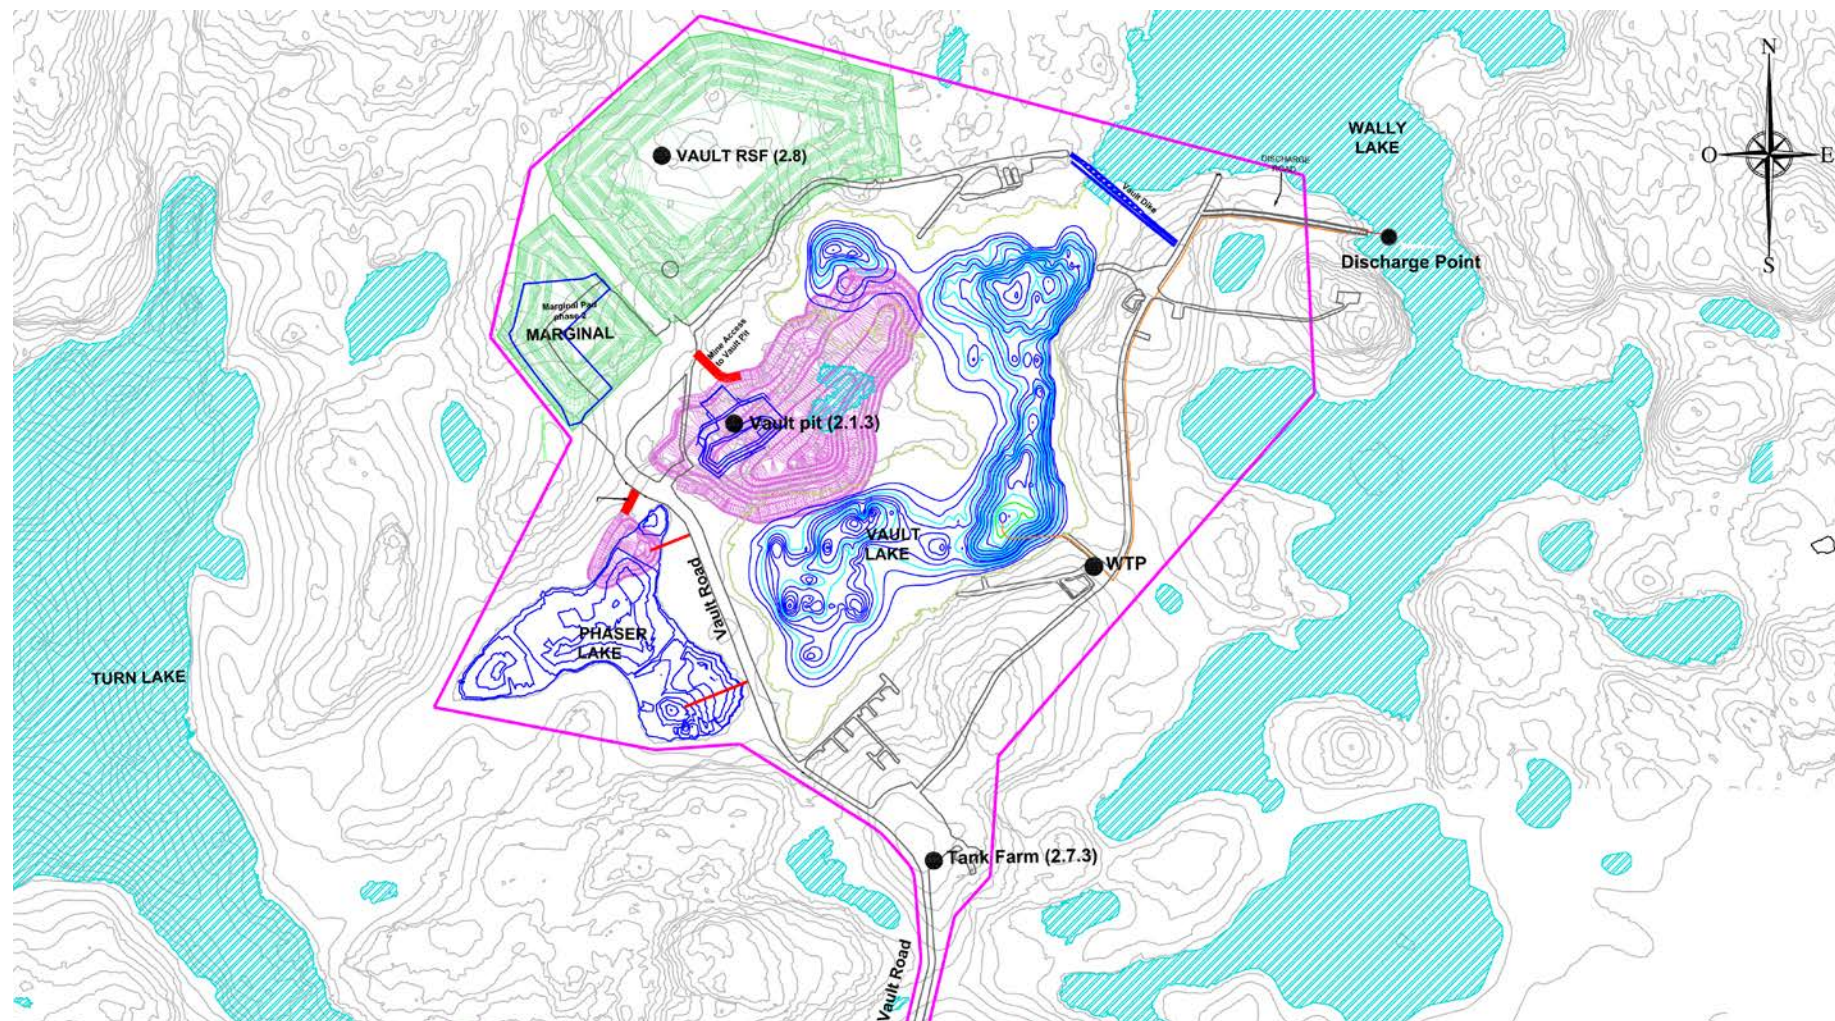 N
O
E
S
WALLY
LAKE
DISCHARGE
ROAD
VAULT RSF (2.8)
Vault Dike
Discharge Point
Marginal Pad
phase 2
MARGINAL
Mine Access
to Vault Pit
Vault pit (2.1.3)
VAULT
LAKE
WTP
Vault Road
PHASER
LAKE
TURN LAKE
Tank Farm (2.7.3)
Vault Road